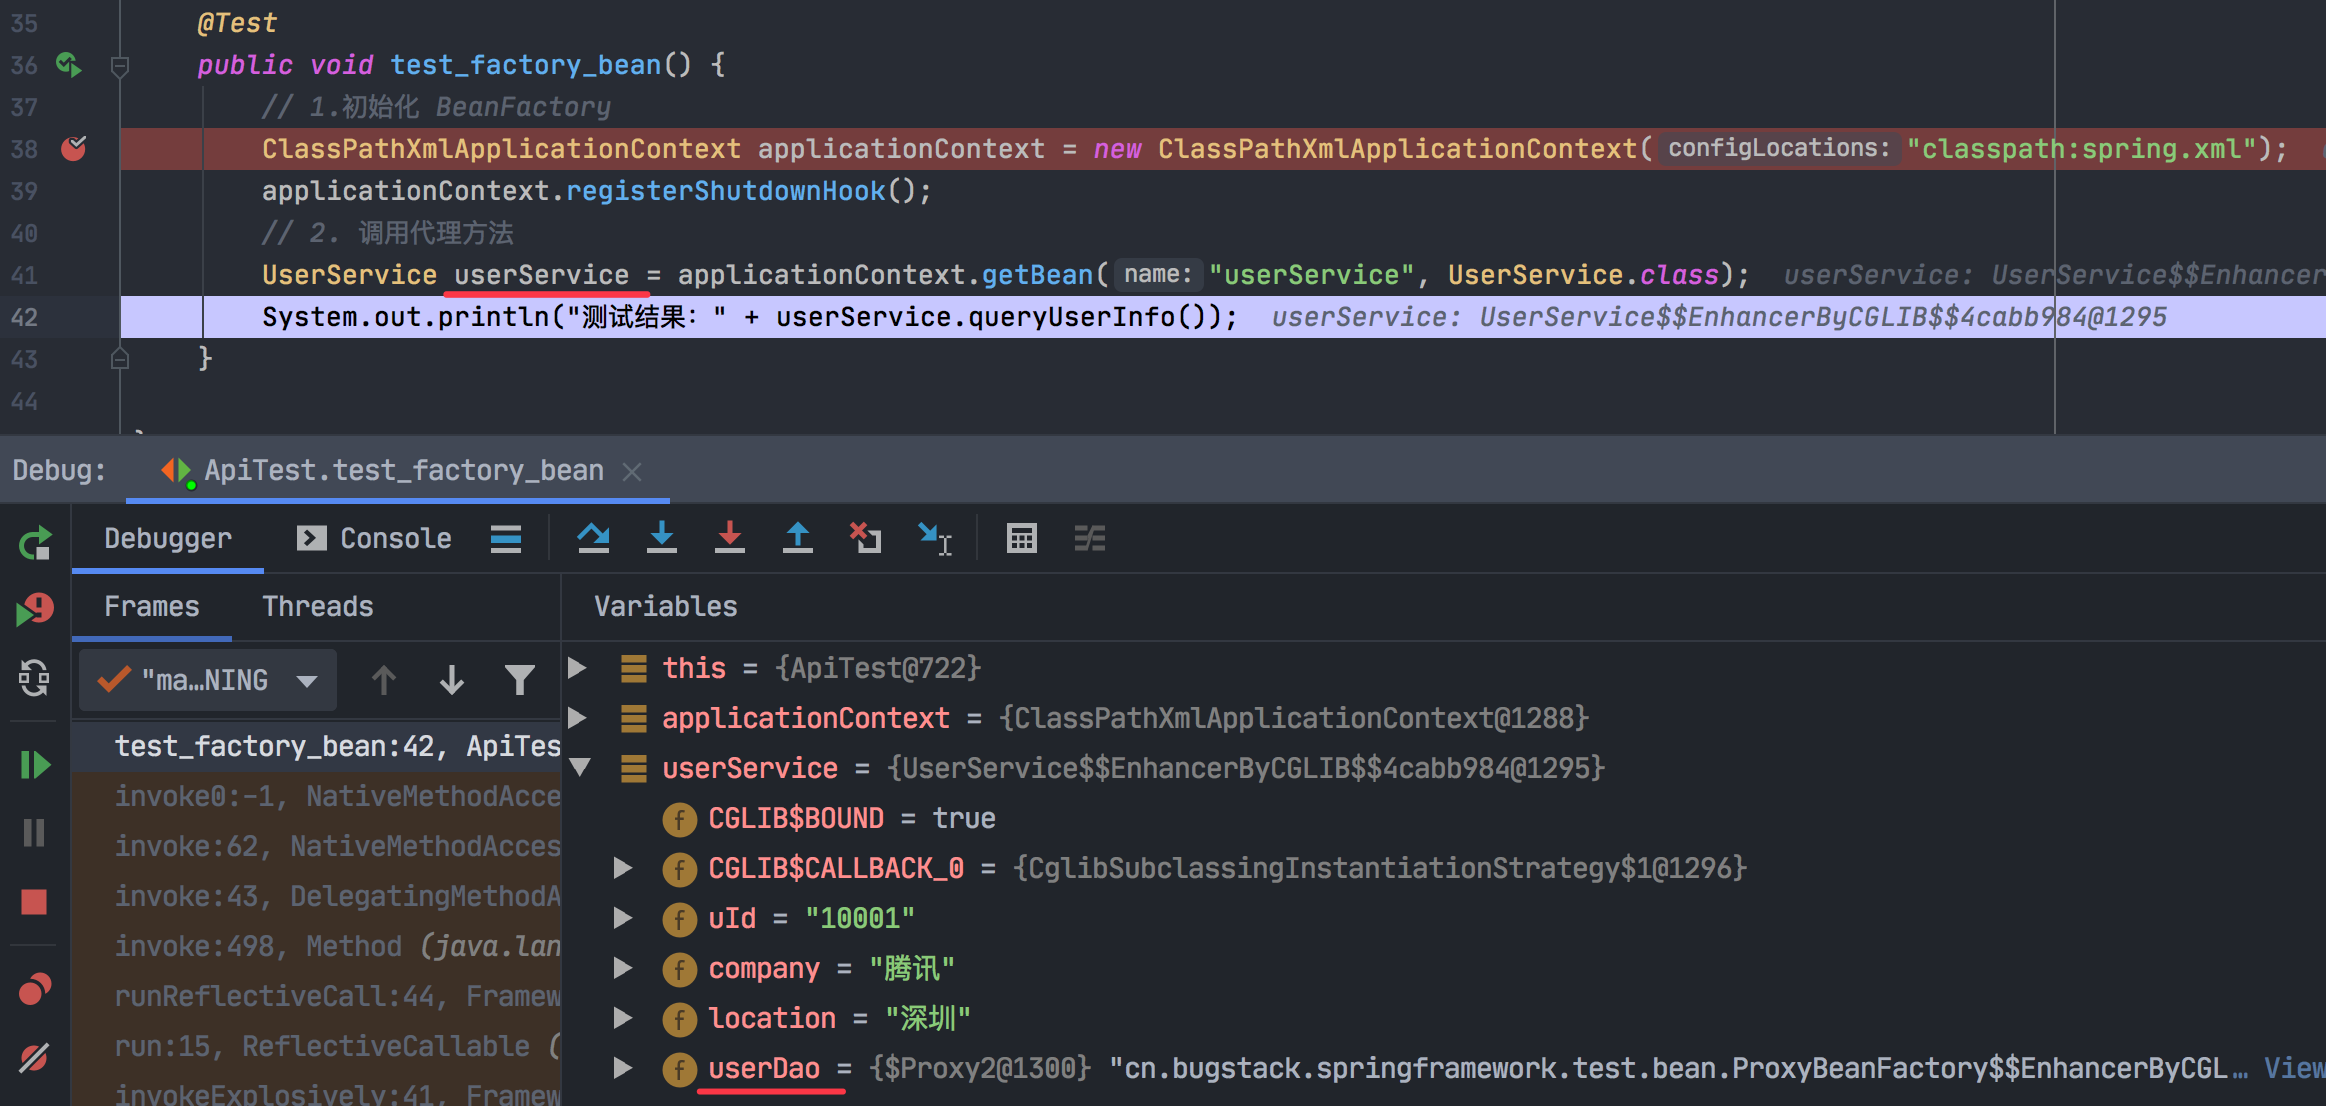 35 @Test
36 public void test_factory_bean() {
37 // 1.初始化 BeanFactory
38 ClassPathXmlApplicationContext applicationContext = new ClassPathXmlApplicationContext( configLocations: "classpath:spring.xml");
39 applicationContext.registerShutdownHook();
40 // 2. 调用代理方法
41 UserService userService = applicationContext.getBean( name: "userService", UserService.class); userService: UserService$$Enhancer
42 System.out.println("测试结果：" + userService.queryUserInfo()); userService: UserService$$EnhancerByCGLIB$$4cabb984@1295
43 }
44
Debug: ApiTest.test_factory_bean
Debugger Console
Frames Threads Variables
"ma…NING
test_factory_bean:42, ApiTes
invoke0:-1, NativeMethodAcce
invoke:62, NativeMethodAcces
invoke:43, DelegatingMethodA
invoke:498, Method (java.lan
runReflectiveCall:44, Framew
run:15, ReflectiveCallable (
invokeExplosively:41, Framew
this = {ApiTest@722}
applicationContext = {ClassPathXmlApplicationContext@1288}
userService = {UserService$$EnhancerByCGLIB$$4cabb984@1295}
f CGLIB$BOUND = true
f CGLIB$CALLBACK_0 = {CglibSubclassingInstantiationStrategy$1@1296}
f uId = "10001"
f company = "腾讯"
f location = "深圳"
f userDao = {$Proxy2@1300} "cn.bugstack.springframework.test.bean.ProxyBeanFactory$$EnhancerByCGL… View